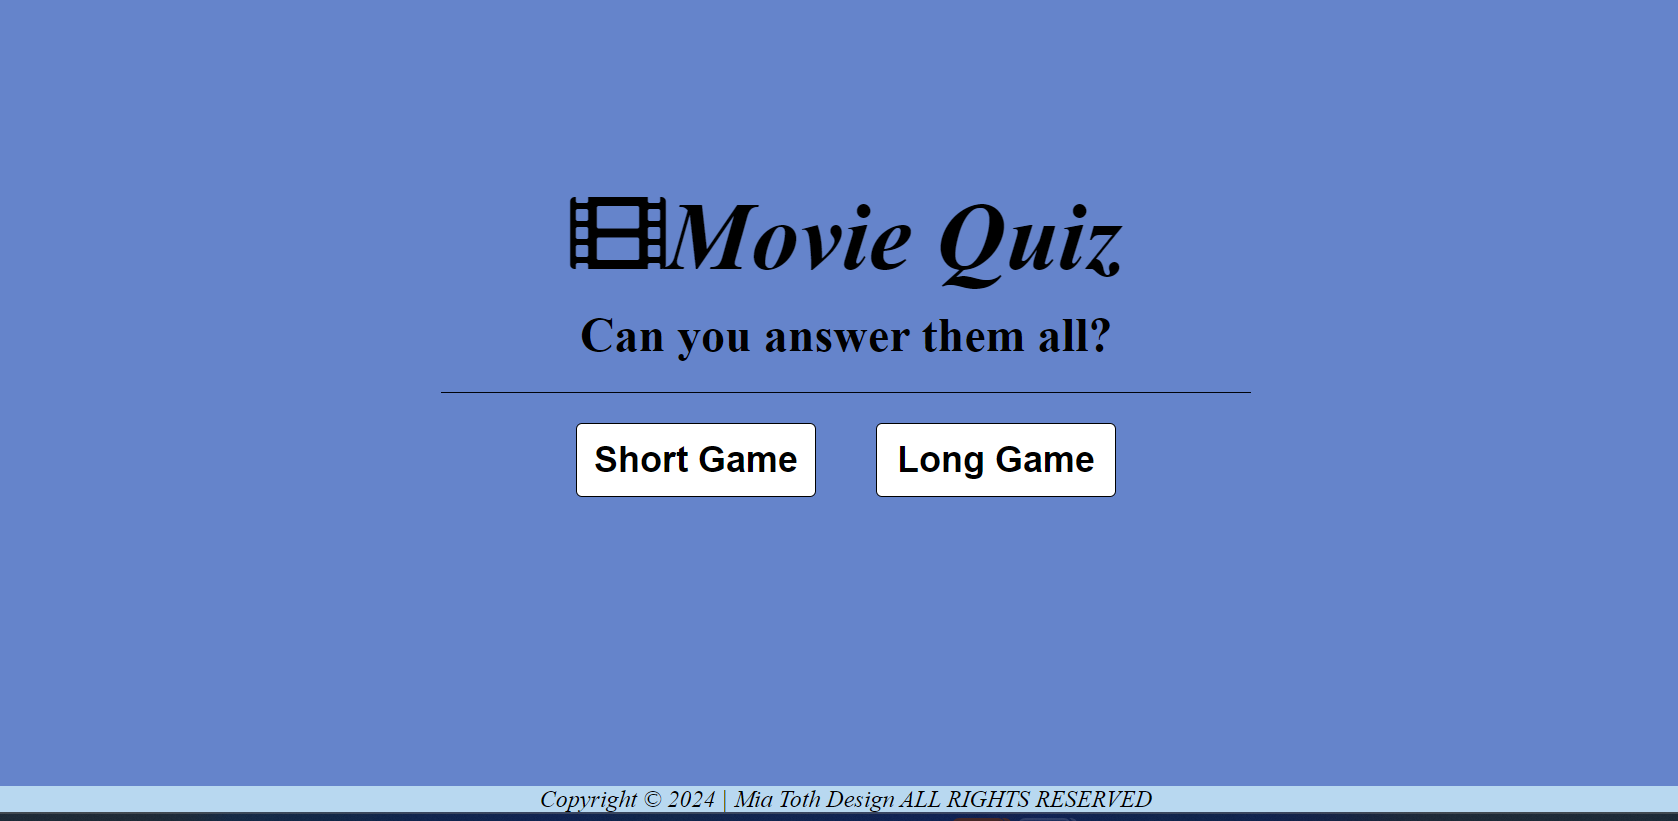 Movie Quiz
Can you answer them all?
Short Game
Long Game
Copyright © 2024 | Mia Toth Design ALL RIGHTS RESERVED